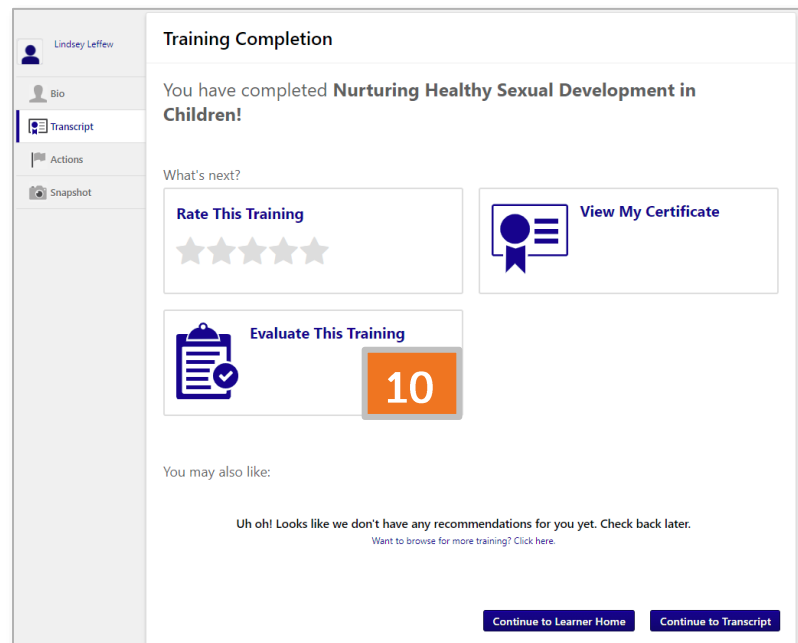 Lindsey Leffew
Bio
Transcript
Actions
Snapshot
Training Completion
You have completed Nurturing Healthy Sexual Development in
Children!
What's next?
Rate This Training
View My Certificate
Evaluate This Training
10
You may also like:
Uh oh! Looks like we don't have any recommendations for you yet. Check back later.
Want to browse for more training? Click here.
Continue to Learner Home
Continue to Transcript